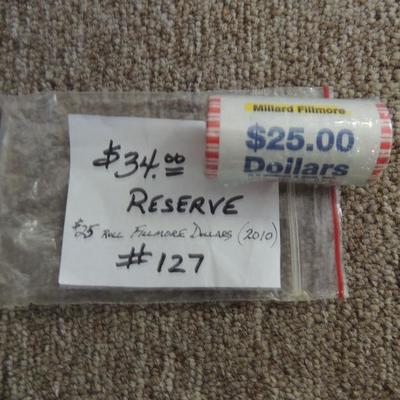 Millard Fillmore
$25.00
Dollars
$34.00
RESERVE
$25 ROLL FILLMORE DOLLARS (2010)
#127